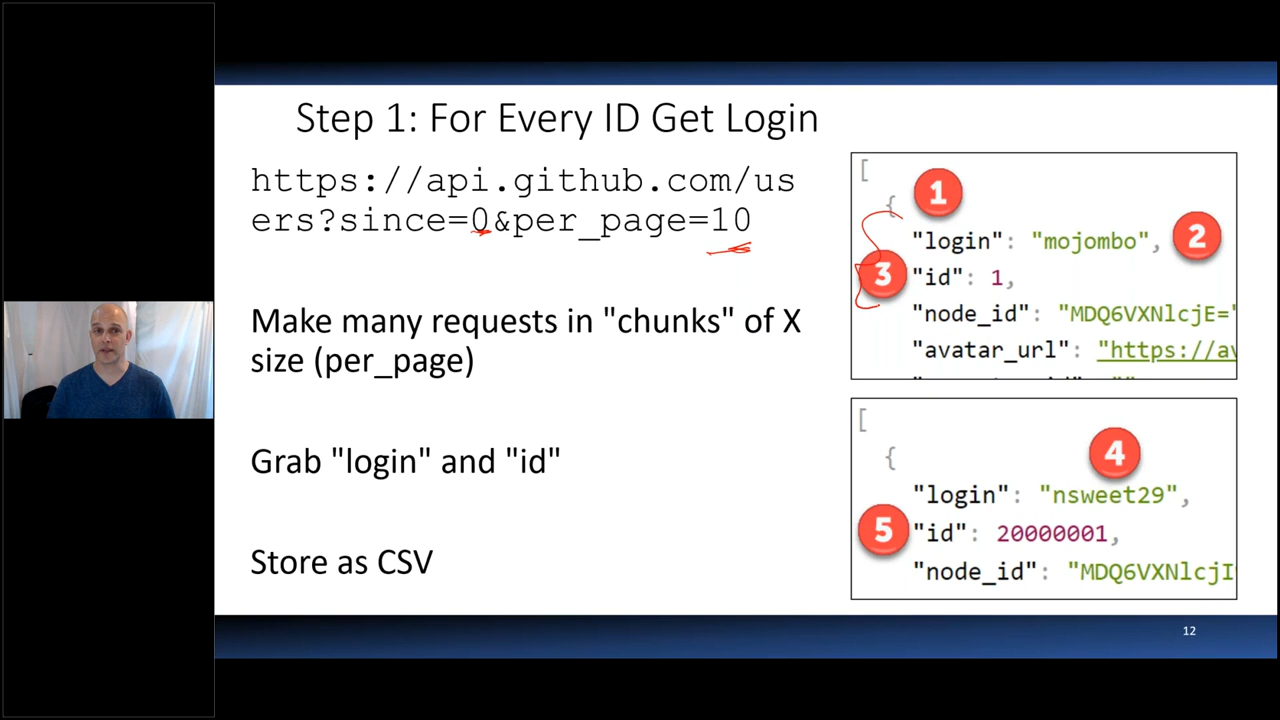 Step 1: For Every ID Get Login
https://api.github.com/us
ers?since=0&per_page=10
Make many requests in "chunks" of X
size (per_page)
Grab "login" and "id"
Store as CSV
[
{
1
"login": "mojombo",
2
3
"id": 1,
"node_id": "MDQ6VXNlcjE="
"avatar_url": "https://av
[
{
4
"login": "nsweet29",
5
"id": 20000001,
"node_id": "MDQ6VXNlcjI
12